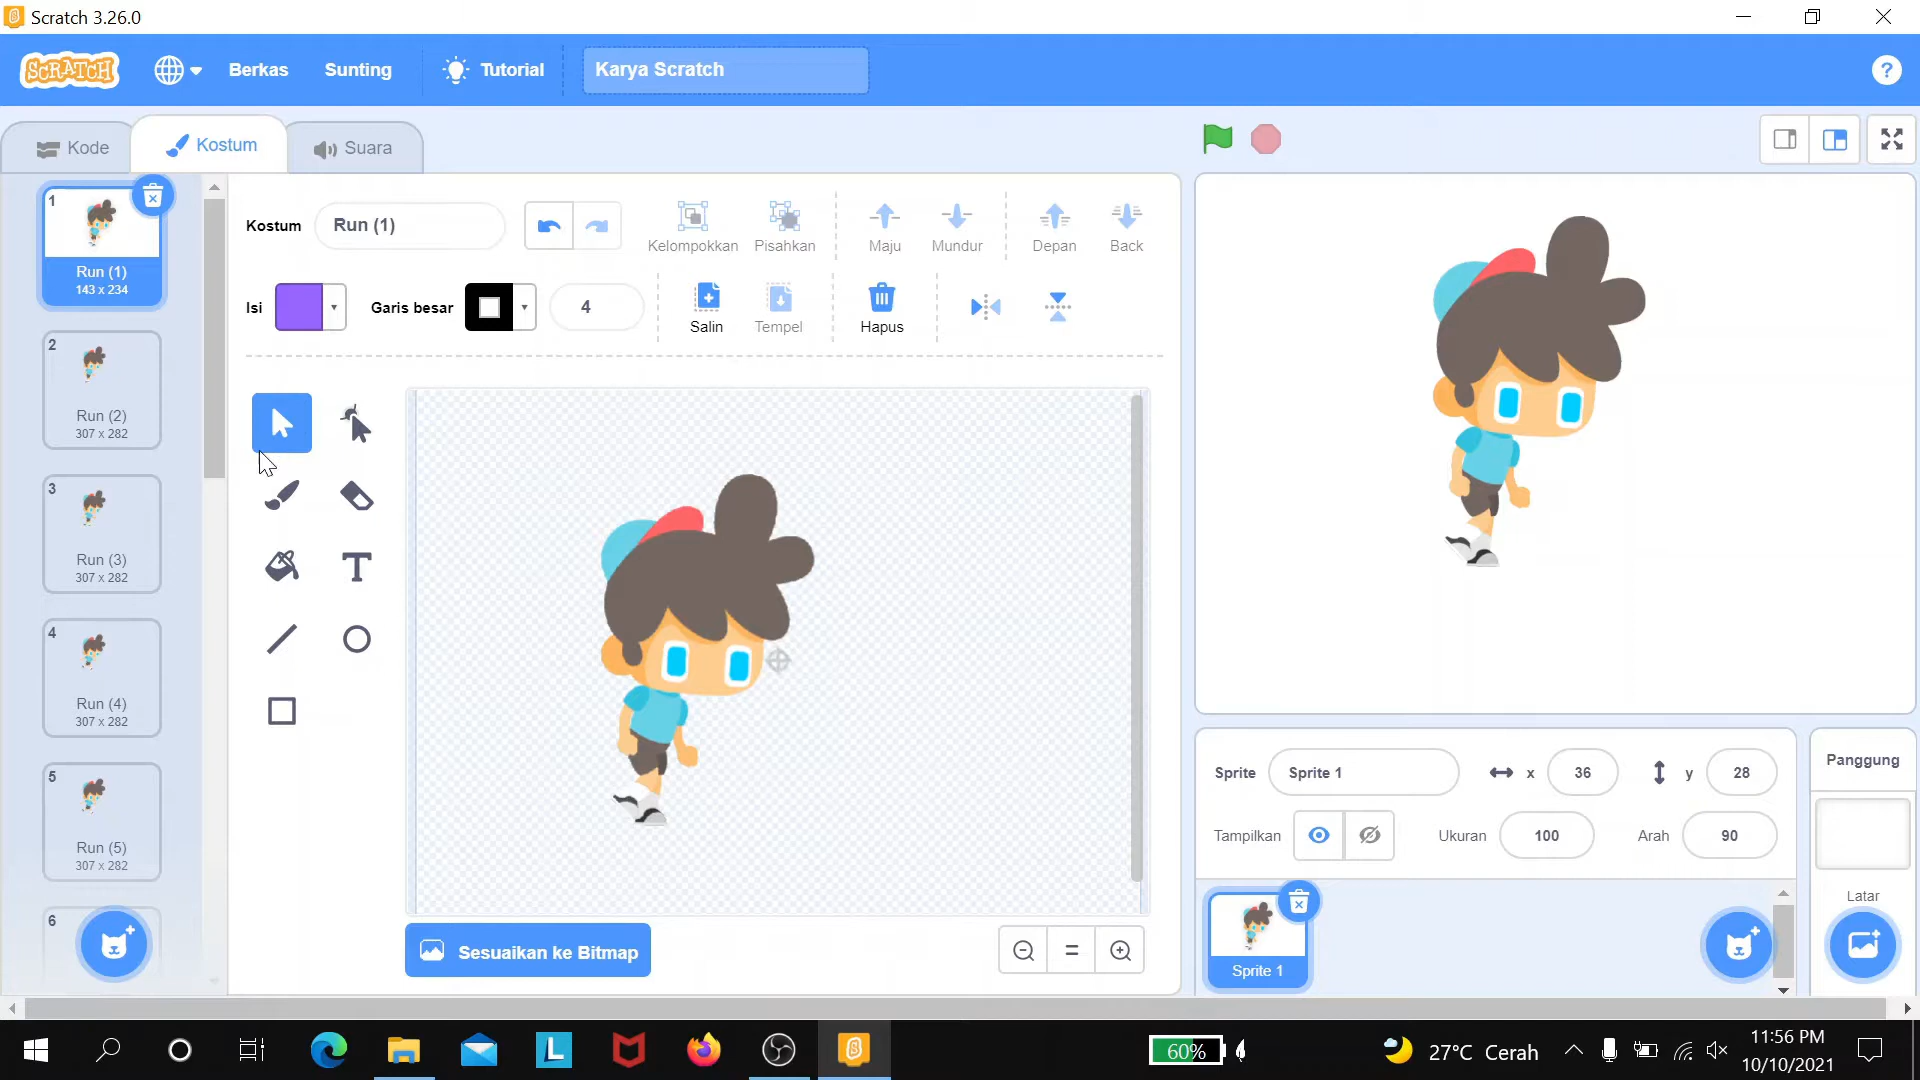 Scratch 3.26.0
SCRATCH
Berkas
Sunting
Tutorial
Karya Scratch
?
Kode
Kostum
Suara
1
Run (1)
143 x 234
2
Run (2)
307 x 282
3
Run (3)
307 x 282
4
Run (4)
307 x 282
5
Run (5)
307 x 282
6
Kostum
Run (1)
Kelompokkan
Pisahkan
Maju
Mundur
Depan
Back
Isi
Garis besar
4
Salin
Tempel
Hapus
T
Sesuaikan ke Bitmap
Sprite
Sprite 1
x
36
y
28
Tampilkan
Ukuran
100
Arah
90
Sprite 1
Panggung
Latar
L
60%
27°C Cerah
11:56 PM
10/10/2021